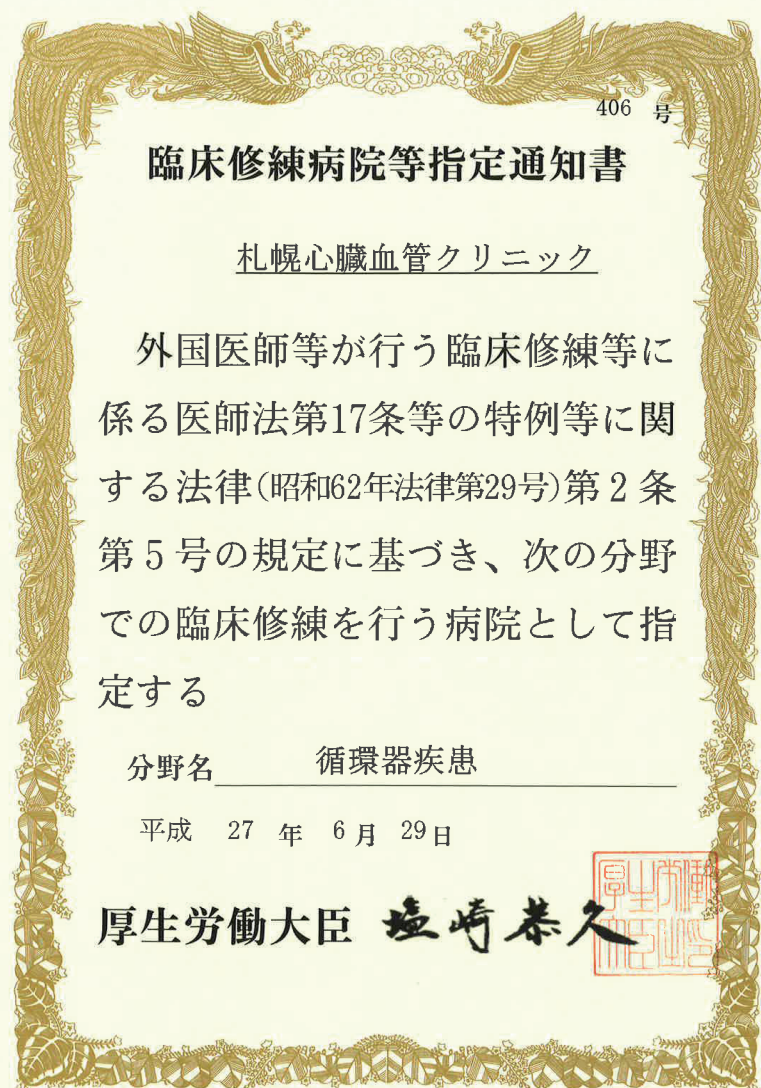 406 号
臨床修練病院等指定通知書
札幌心臓血管クリニック
外国医師等が行う臨床修練等に
係る医師法第17条等の特例等に関
する法律(昭和62年法律第29号)第2条
第5号の規定に基づき、次の分野
での臨床修練を行う病院として指
定する
分野名 循環器疾患
平成 27 年 6月 29日
厚生労働大臣 塩崎恭久